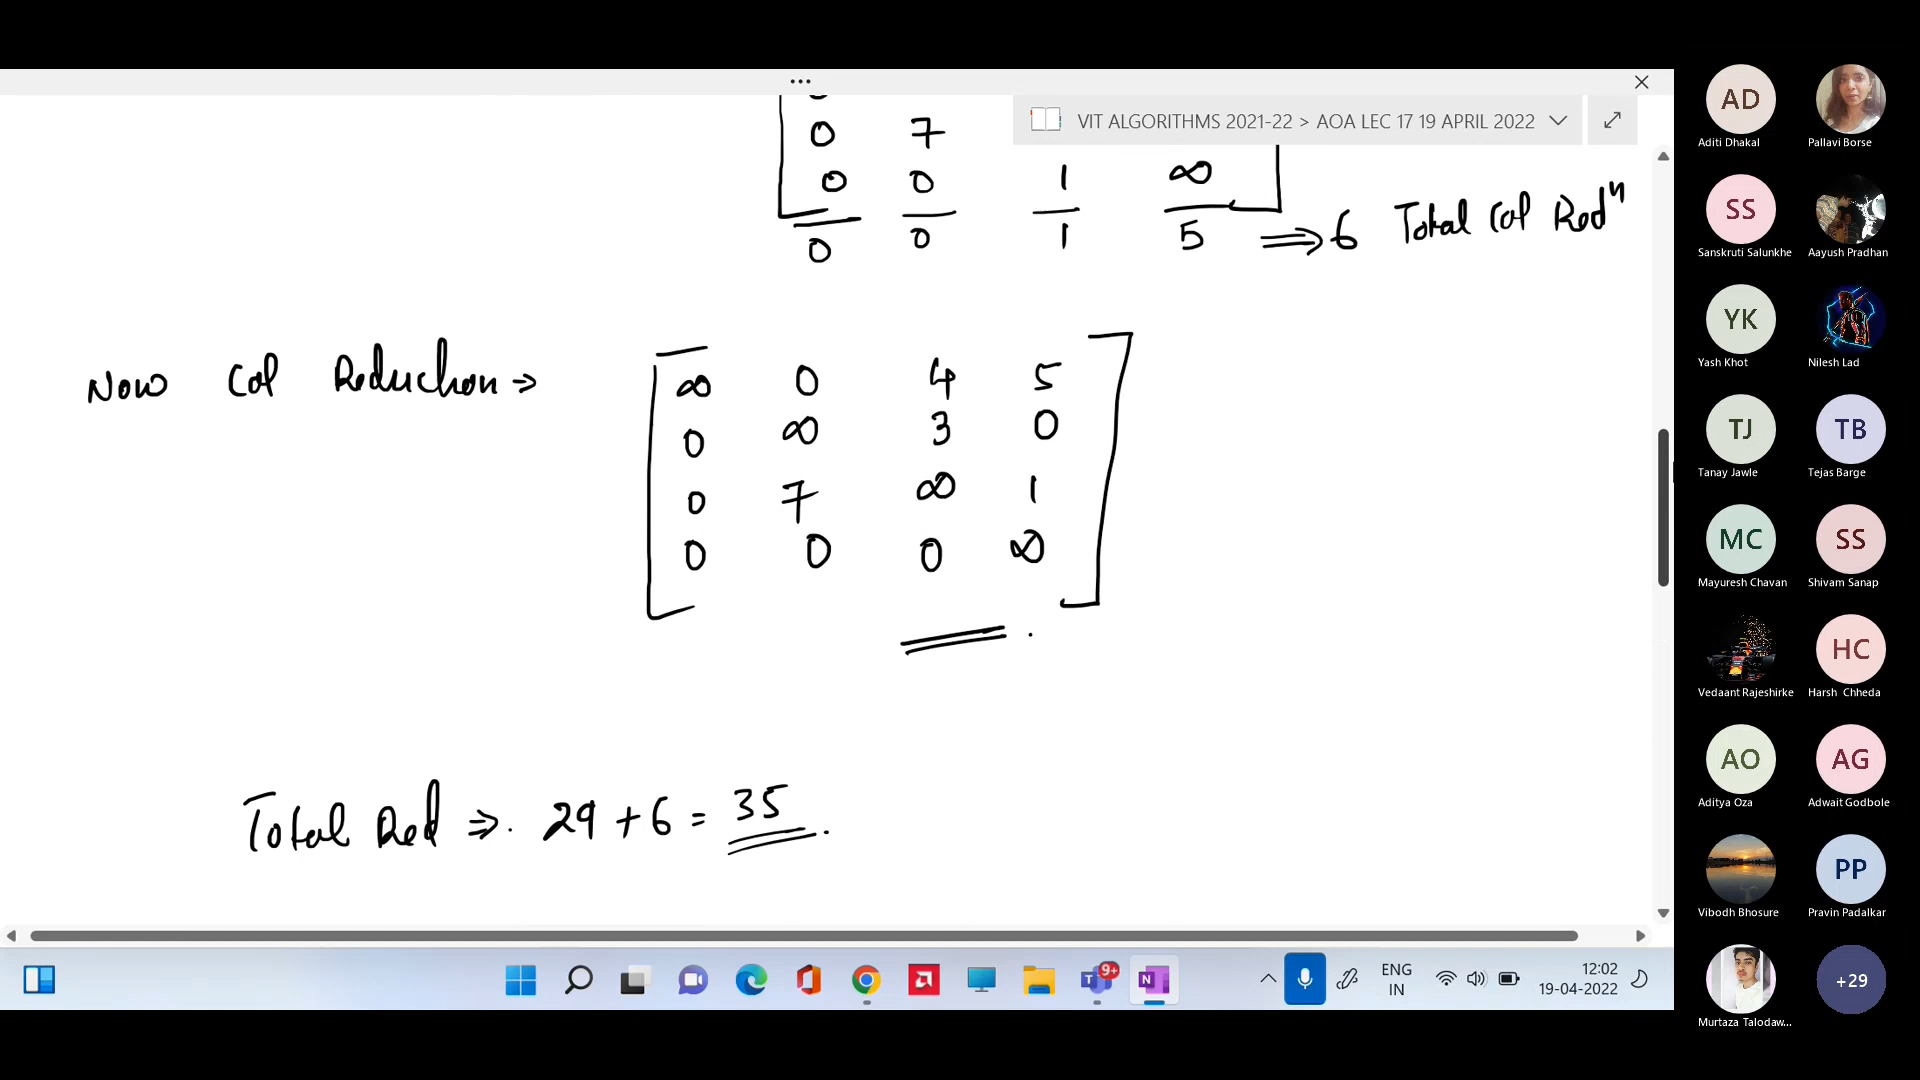 VIT ALGORITHMS 2021-22 > AOA LEC 17 19 APRIL 2022
0 7
0 0 1 ∞
0 0 1 5 ⟹ 6 Total Col Redⁿ
Now Col Reduction →
∞ 0 4 5
0 ∞ 3 0
0 7 ∞ 1
0 0 0 ∞
Total Red ⇒. 29 + 6 = 35.
AD
Aditi Dhakal
Pallavi Borse
SS
Sanskruti Salunkhe
Aayush Pradhan
YK
Yash Khot
Nilesh Lad
TJ
Tanay Jawle
TB
Tejas Barge
MC
Mayuresh Chavan
SS
Shivam Sanap
Vedaant Rajeshirke
HC
Harsh Chheda
AO
Aditya Oza
AG
Adwait Godbole
Vibodh Bhosure
PP
Pravin Padalkar
Murtaza Talodaw...
+29
9+
ENG
IN
12:02
19-04-2022